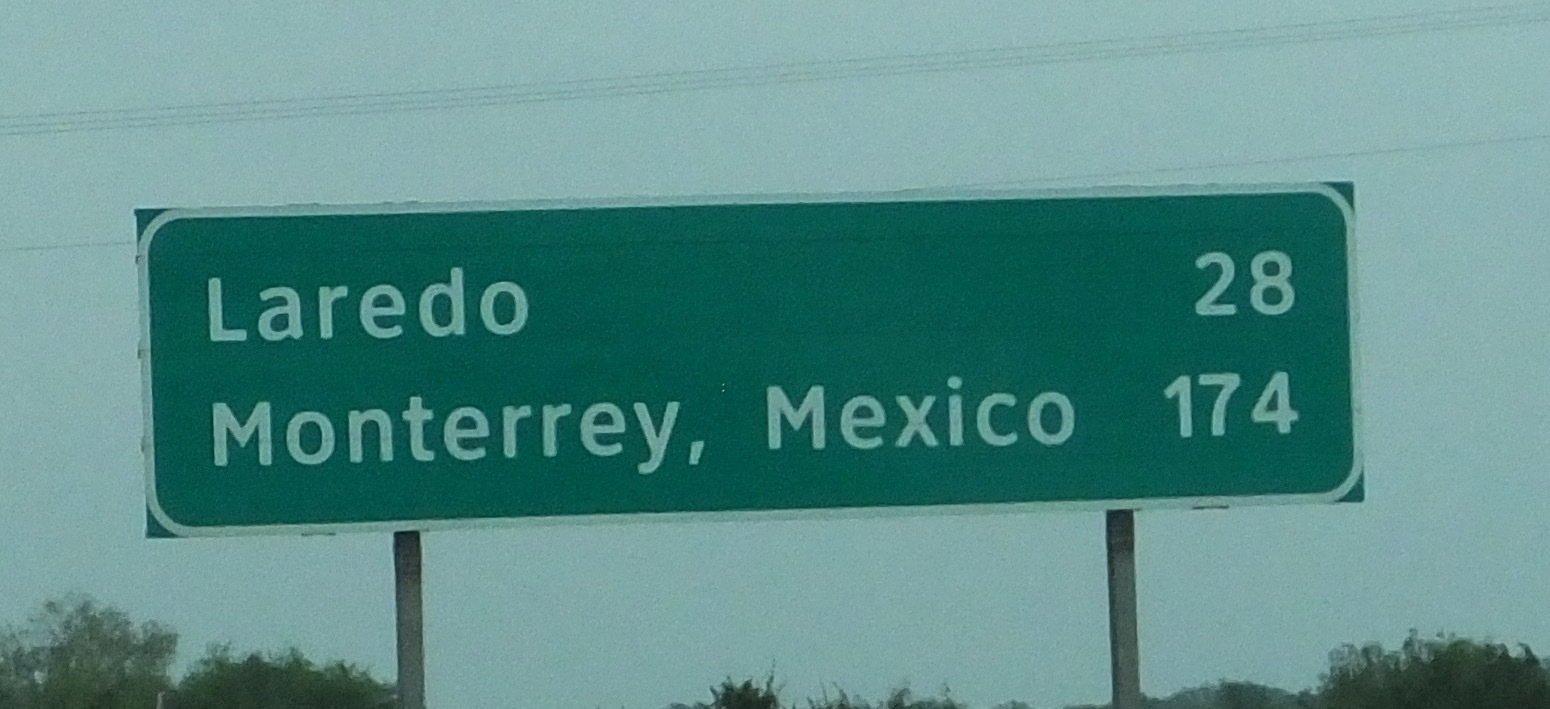 Laredo 28
Monterrey, Mexico 174